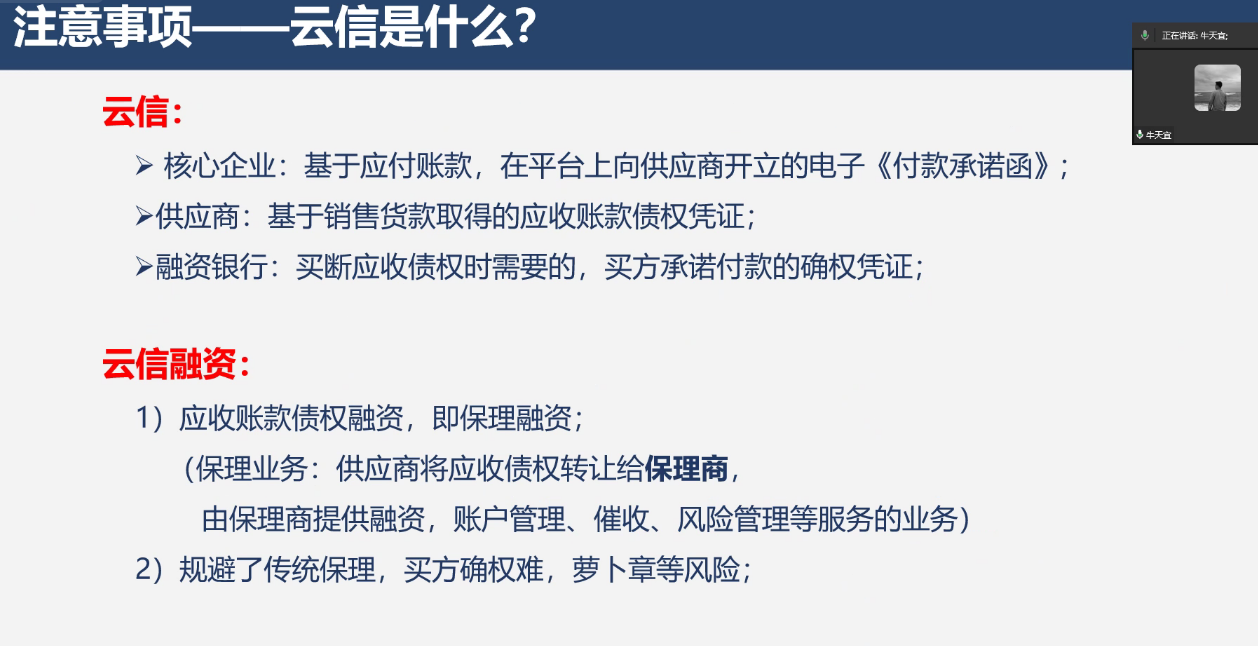 注意事项——云信是什么？
正在讲话: 牛天宜;
牛天宜
云信：
➢ 核心企业：基于应付账款，在平台上向供应商开立的电子《付款承诺函》；
➢供应商：基于销售货款取得的应收账款债权凭证；
➢融资银行：买断应收债权时需要的，买方承诺付款的确权凭证；
云信融资：
1）应收账款债权融资，即保理融资；
（保理业务：供应商将应收债权转让给保理商，
由保理商提供融资，账户管理、催收、风险管理等服务的业务）
2）规避了传统保理，买方确权难，萝卜章等风险；